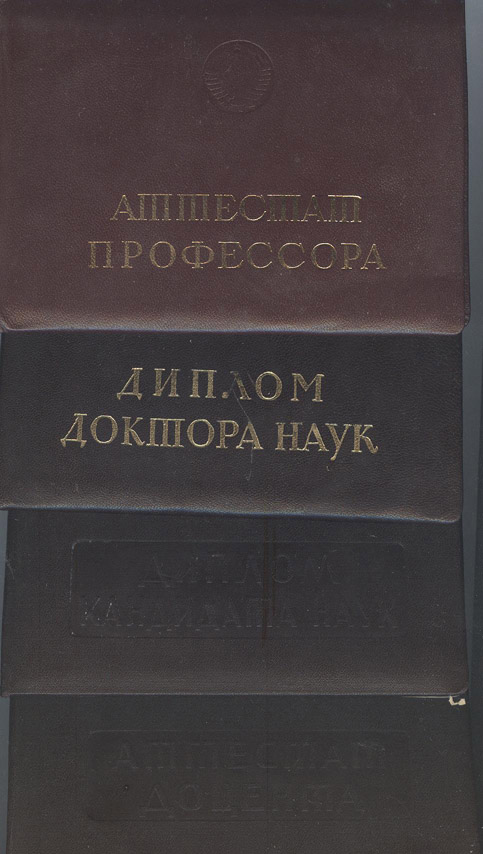 АТТЕСТАТ
ПРОФЕССОРА
ДИПЛОМ
ДОКТОРА НАУК
ДИПЛОМ
КАНДИДАТА НАУК
АТТЕСТАТ
ДОЦЕНТА